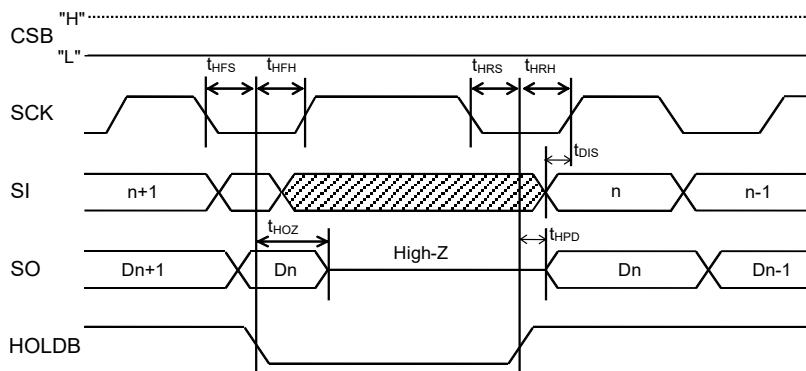 "H"
CSB
"L"
tHFS tHFH tHRS tHRH
SCK
tDIS
SI n+1 n n-1
tHOZ tHPD
High-Z
SO Dn+1 Dn Dn Dn-1
HOLDB